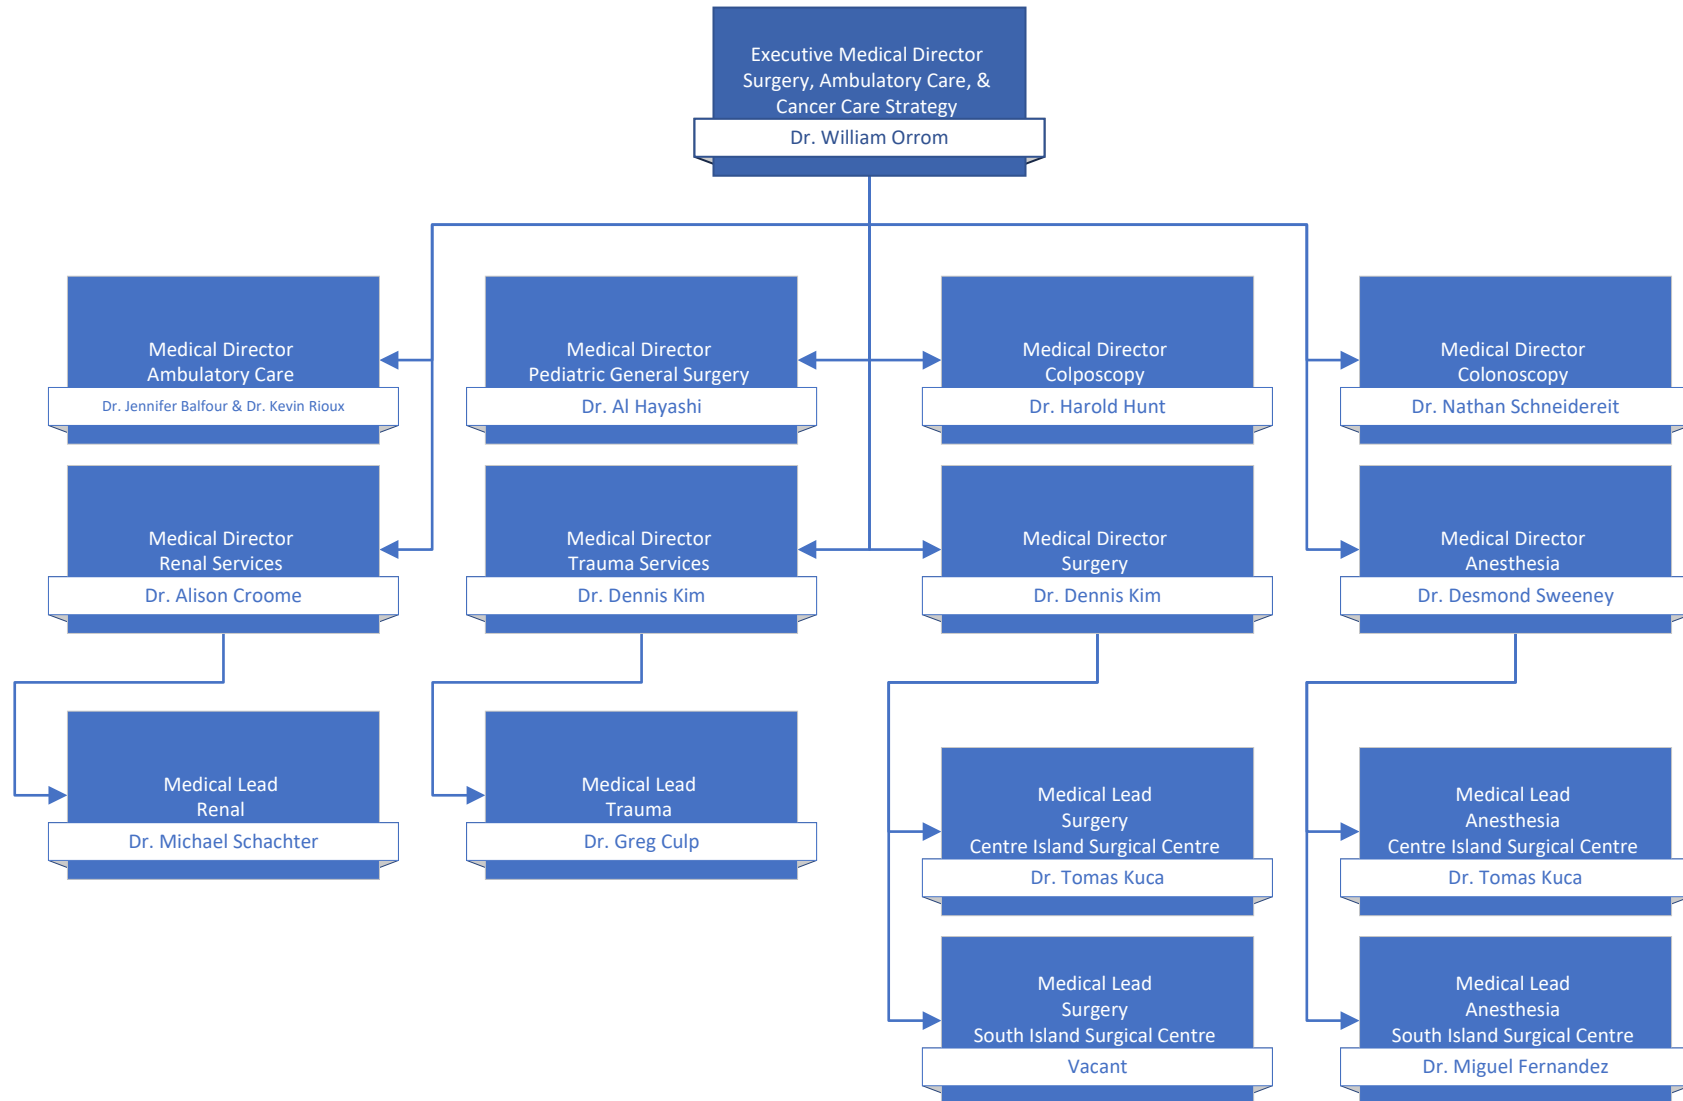 Executive Medical Director
Surgery, Ambulatory Care, &
Cancer Care Strategy
Dr. William Orrom
Medical Director
Ambulatory Care
Dr. Jennifer Balfour & Dr. Kevin Rioux
Medical Director
Pediatric General Surgery
Dr. Al Hayashi
Medical Director
Colposcopy
Dr. Harold Hunt
Medical Director
Colonoscopy
Dr. Nathan Schneidereit
Medical Director
Renal Services
Dr. Alison Croome
Medical Director
Trauma Services
Dr. Dennis Kim
Medical Director
Surgery
Dr. Dennis Kim
Medical Director
Anesthesia
Dr. Desmond Sweeney
Medical Lead
Renal
Dr. Michael Schachter
Medical Lead
Trauma
Dr. Greg Culp
Medical Lead
Surgery
Centre Island Surgical Centre
Dr. Tomas Kuca
Medical Lead
Anesthesia
Centre Island Surgical Centre
Dr. Tomas Kuca
Medical Lead
Surgery
South Island Surgical Centre
Vacant
Medical Lead
Anesthesia
South Island Surgical Centre
Dr. Miguel Fernandez